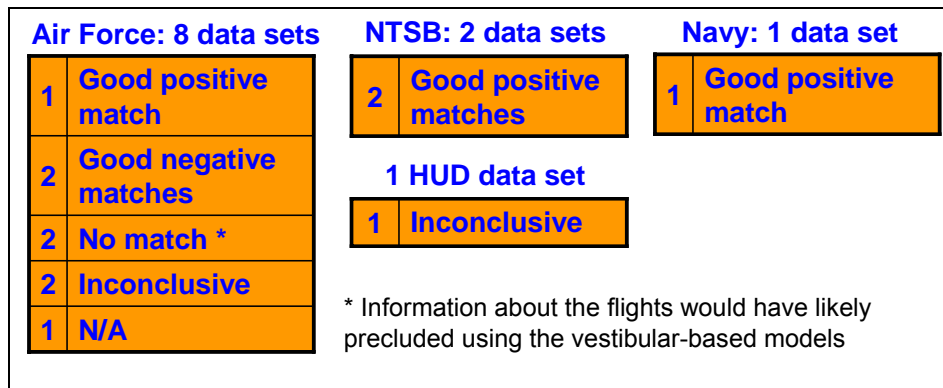 Air Force: 8 data sets
1 Good positive
match
2 Good negative
matches
2 No match *
2 Inconclusive
1 N/A
NTSB: 2 data sets
2 Good positive
matches
Navy: 1 data set
1 Good positive
match
1 HUD data set
1 Inconclusive
* Information about the flights would have likely
precluded using the vestibular-based models